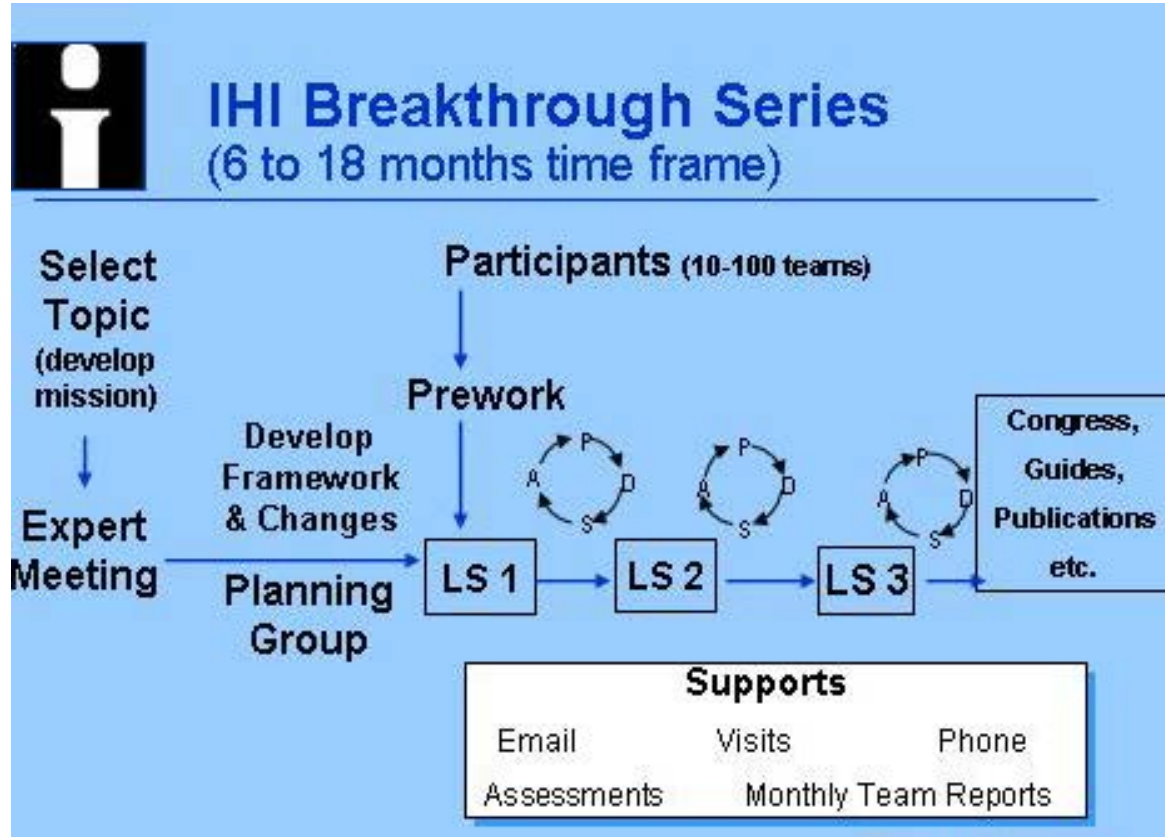 IHI Breakthrough Series
(6 to 18 months time frame)
Select
Topic
(develop
mission)
Expert
Meeting
Participants (10-100 teams)
Prework
Develop
Framework
& Changes
Planning
Group
LS 1
P
D
S
A
LS 2
P
D
S
A
LS 3
P
D
S
A
Congress,
Guides,
Publications
etc.
Supports
Email Visits Phone
Assessments Monthly Team Reports